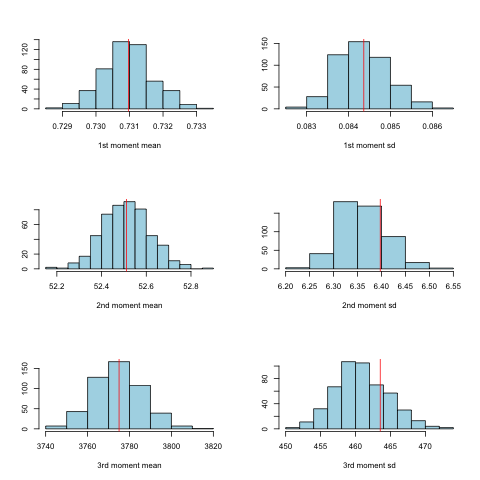 0 40 80 120
0.729 0.730 0.731 0.732 0.733
1st moment mean
0 50 100 150
0.083 0.084 0.085 0.086
1st moment sd
0 20 60
52.2 52.4 52.6 52.8
2nd moment mean
0 50 100
6.20 6.25 6.30 6.35 6.40 6.45 6.50 6.55
2nd moment sd
0 50 100 150
3740 3760 3780 3800 3820
3rd moment mean
0 40 80
450 455 460 465 470
3rd moment sd